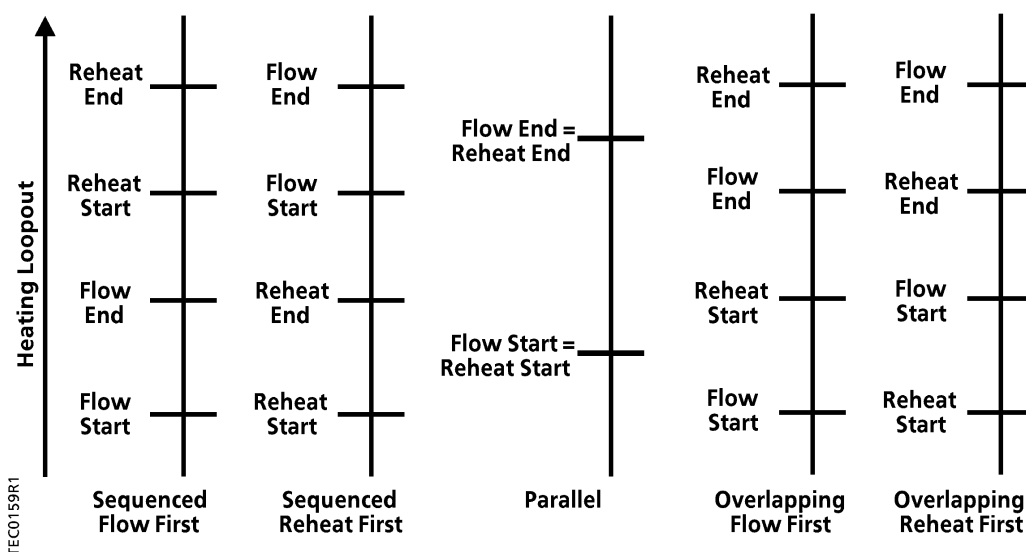 Heating Loopout
TEC0159R1
Reheat
End
Reheat
Start
Flow
End
Flow
Start
Sequenced
Flow First
Flow
End
Flow
Start
Reheat
End
Reheat
Start
Sequenced
Reheat First
Flow End =
Reheat End
Flow Start =
Reheat Start
Parallel
Reheat
End
Flow
End
Reheat
Start
Flow
Start
Overlapping
Flow First
Flow
End
Reheat
End
Flow
Start
Reheat
Start
Overlapping
Reheat First